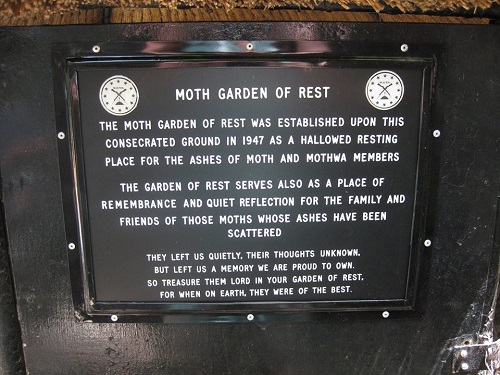 MOTH GARDEN OF REST
THE MOTH GARDEN OF REST WAS ESTABLISHED UPON THIS
CONSECRATED GROUND IN 1947 AS A HALLOWED RESTING
PLACE FOR THE ASHES OF MOTH AND MOTHWA MEMBERS
THE GARDEN OF REST SERVES ALSO AS A PLACE OF
REMEMBRANCE AND QUIET REFLECTION FOR THE FAMILY AND
FRIENDS OF THOSE MOTHS WHOSE ASHES HAVE BEEN
SCATTERED
THEY LEFT US QUIETLY, THEIR THOUGHTS UNKNOWN,
BUT LEFT US A MEMORY WE ARE PROUD TO OWN.
SO TREASURE THEM LORD IN YOUR GARDEN OF REST,
FOR WHEN ON EARTH, THEY WERE OF THE BEST.